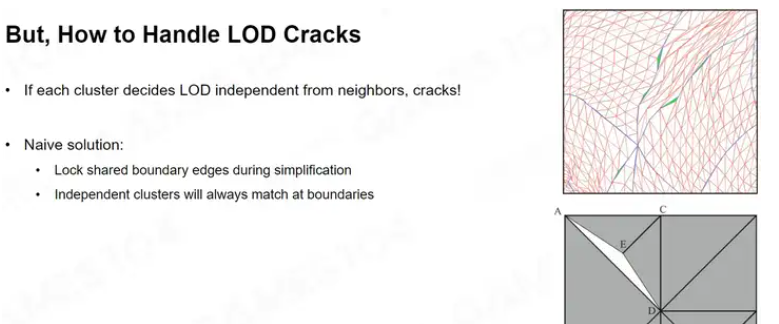 But, How to Handle LOD Cracks
• If each cluster decides LOD independent from neighbors, cracks!
• Naive solution:
• Lock shared boundary edges during simplification
• Independent clusters will always match at boundaries
A
C
E
D